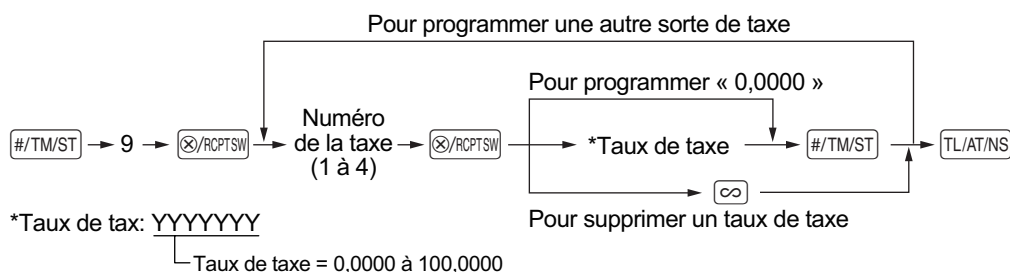 Pour programmer une autre sorte de taxe
Pour programmer « 0,0000 »
#/TM/ST 9 ⊗/RCPTSW Numéro de la taxe (1 à 4) ⊗/RCPTSW *Taux de taxe #/TM/ST TL/AT/NS
∞
Pour supprimer un taux de taxe
*Taux de tax: YYYYYYY
Taux de taxe = 0,0000 à 100,0000